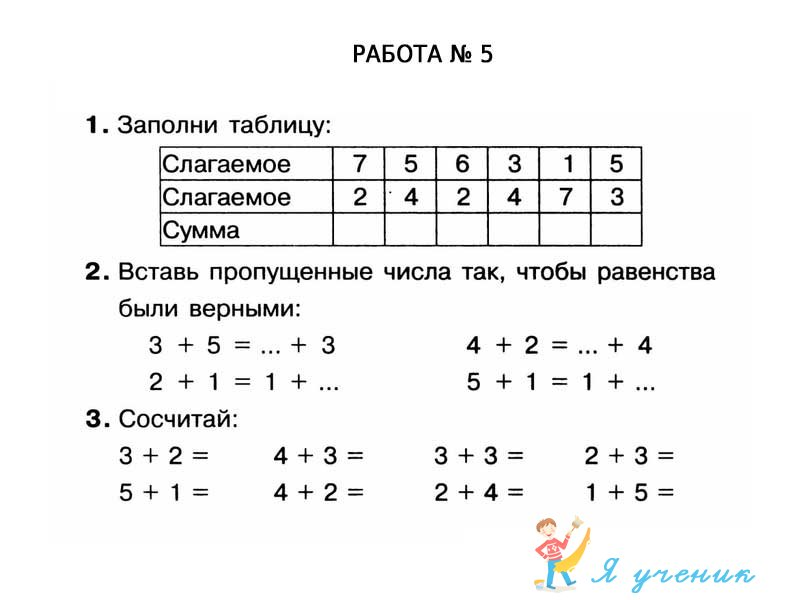 РАБОТА № 5
1. Заполни таблицу:
Слагаемое 7 5 6 3 1 5
Слагаемое 2 4 2 4 7 3
Сумма
2. Вставь пропущенные числа так, чтобы равенства
были верными:
3 + 5 = ... + 3 4 + 2 = ... + 4
2 + 1 = 1 + ... 5 + 1 = 1 + ...
3. Сосчитай:
3 + 2 = 4 + 3 = 3 + 3 = 2 + 3 =
5 + 1 = 4 + 2 = 2 + 4 = 1 + 5 =
Я ученик